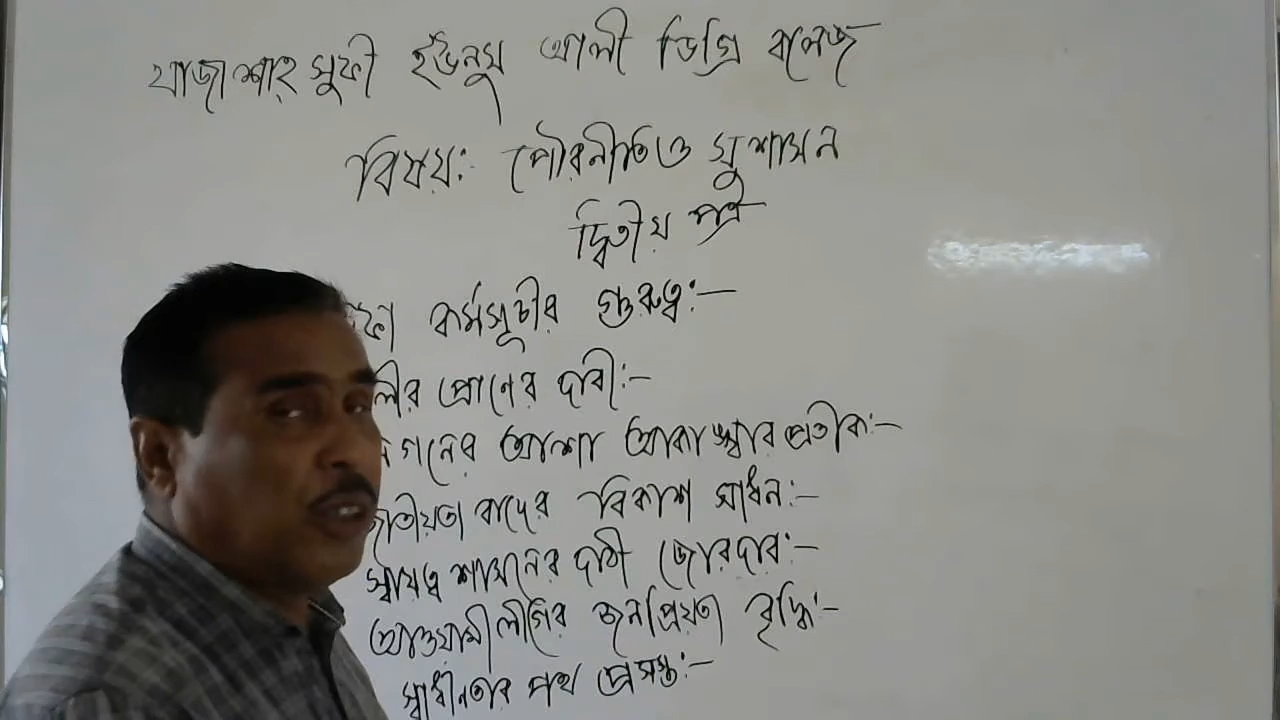 খাজা শাহ্ সুফী ইউনুছ আলী ডিগ্রি কলেজ
বিষয়: পৌরনীতি ও সুশাসন
দ্বিতীয় পত্র
ফা কর্মসূচীর গুরুত্ব:—
লীর প্রানের দাবী:—
গনের আশা আকাঙ্খার প্রতীক:—
জাতীয়তা বাদের বিকাশ সাধন:—
স্বায়ত্ব শাসনের দাবী জোরদার:—
আওয়ামীলীগের জনপ্রিয়তা বৃদ্ধি:—
স্বাধীনতার পথ প্রসস্ত:—